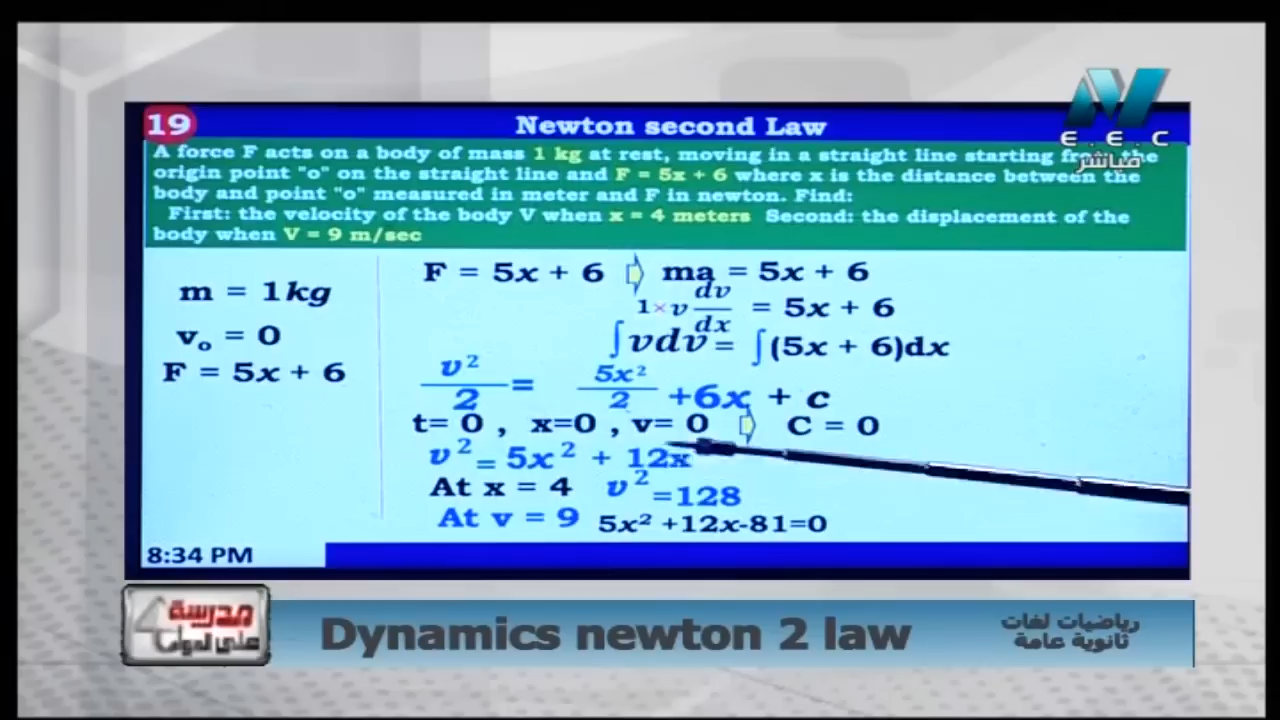 19
Newton second Law
E . E . C
مباشر
A force F acts on a body of mass 1 kg at rest, moving in a straight line starting from the
origin point "o" on the straight line and F = 5x + 6 where x is the distance between the
body and point "o" measured in meter and F in newton. Find:
First: the velocity of the body V when x = 4 meters Second: the displacement of the
body when V = 9 m/sec
m = 1kg
v₀ = 0
F = 5x + 6
F = 5x + 6 ⇨ ma = 5x + 6
1 × v dv/dx = 5x + 6
∫vdv = ∫(5x + 6)dx
v²/2 = 5x²/2 +6x + c
t= 0 , x=0 , v= 0 ⇨ C = 0
v² = 5x² + 12x
At x = 4 v² =128
At v = 9 5x² +12x-81=0
8:34 PM
مدرسة
على الهواء
Dynamics newton 2 law
رياضيات لغات
ثانوية عامة